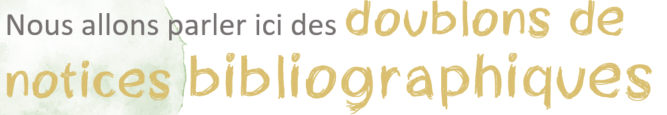 Nous allons parler ici des doublons de
notices bibliographiques